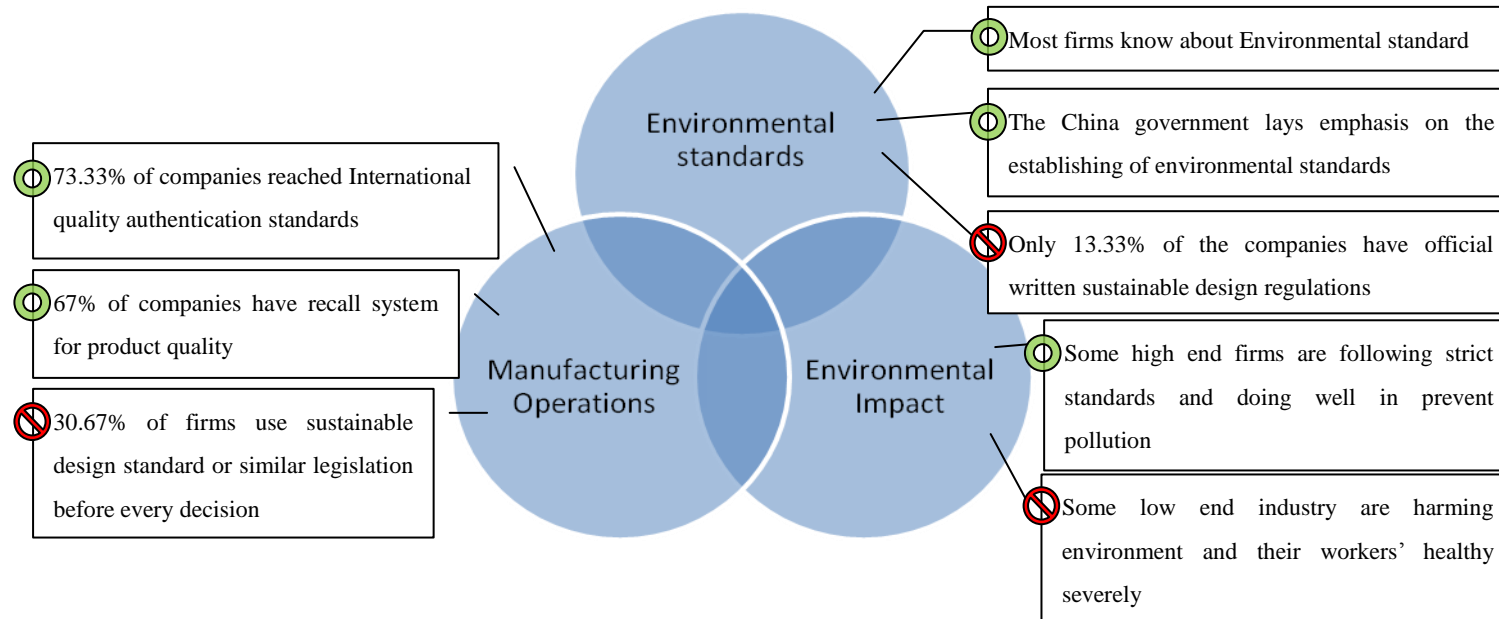 Most firms know about Environmental standard
The China government lays emphasis on the
establishing of environmental standards
Only 13.33% of the companies have official
written sustainable design regulations
Some high end firms are following strict
standards and doing well in prevent
pollution
Some low end industry are harming
environment and their workers’ healthy
severely
Environmental
standards
Manufacturing
Operations
Environmental
Impact
73.33% of companies reached International
quality authentication standards
67% of companies have recall system
for product quality
30.67% of firms use sustainable
design standard or similar legislation
before every decision